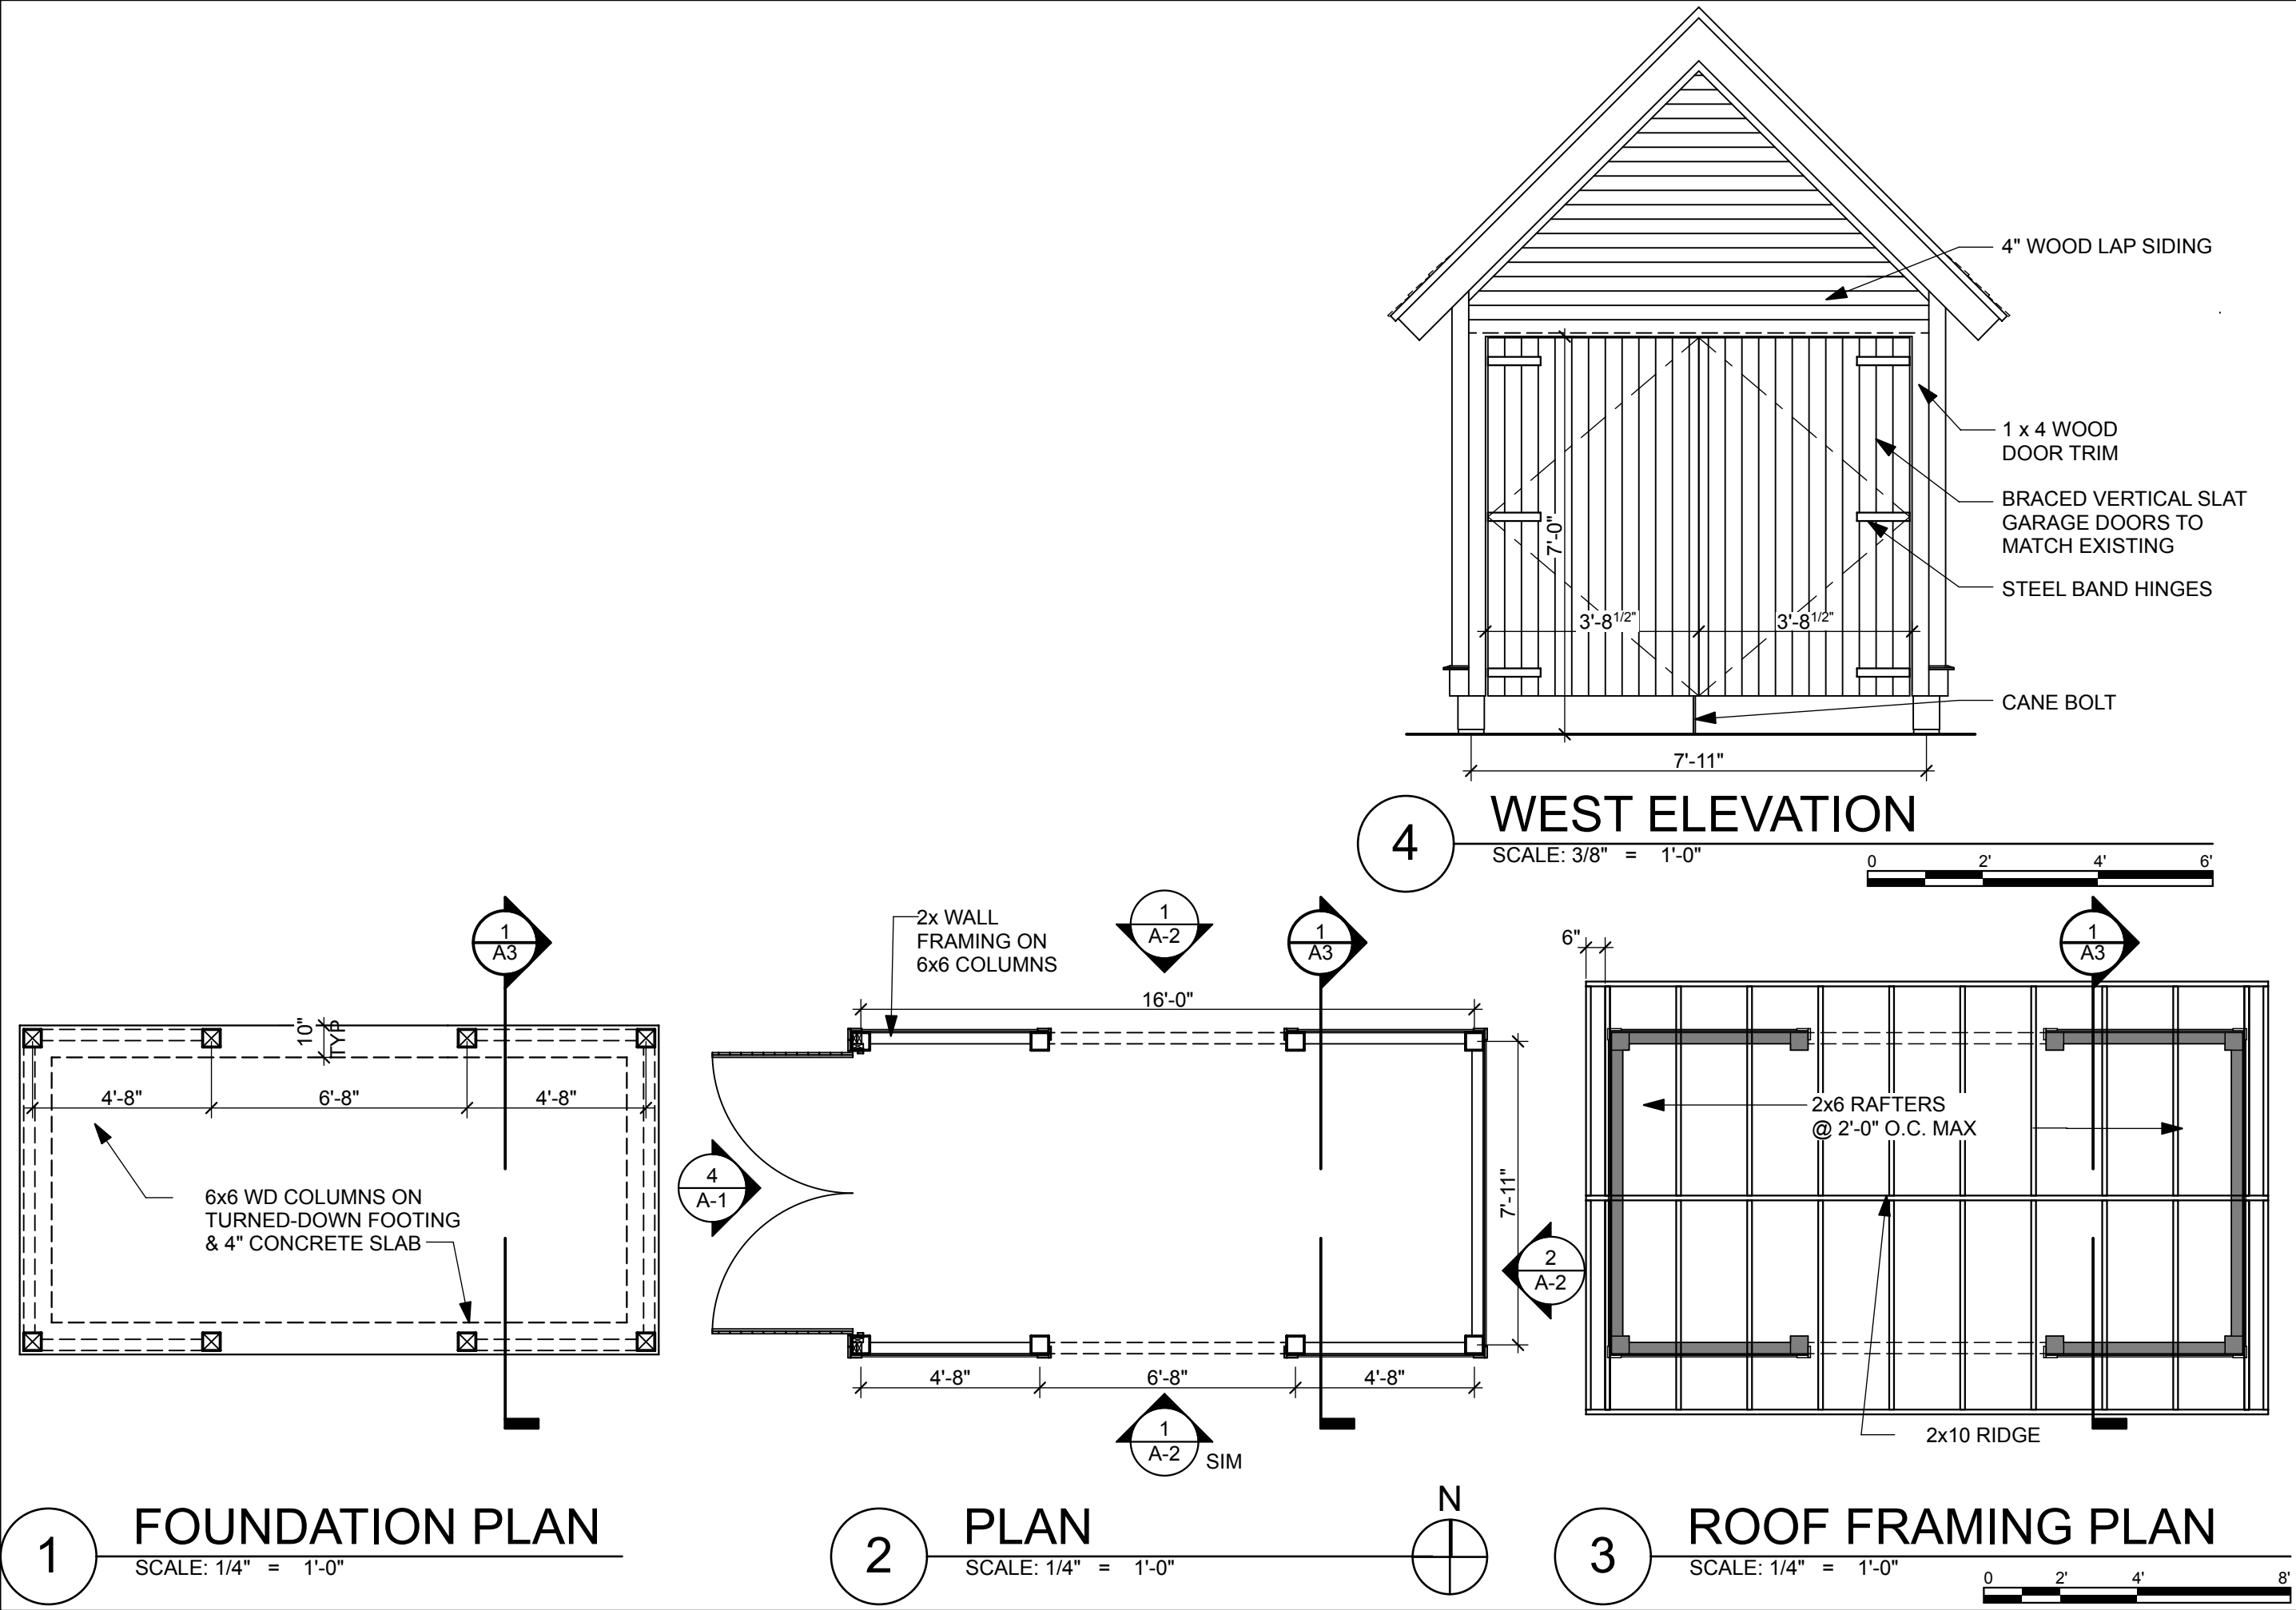 4" WOOD LAP SIDING
1 x 4 WOOD
DOOR TRIM
BRACED VERTICAL SLAT
GARAGE DOORS TO
MATCH EXISTING
STEEL BAND HINGES
CANE BOLT
7'-0"
3'-8 1/2"
3'-8 1/2"
7'-11"
4
WEST ELEVATION
SCALE: 3/8" = 1'-0"
0 2' 4' 6'
1
A3
10"
TYP
4'-8"
6'-8"
4'-8"
6x6 WD COLUMNS ON
TURNED-DOWN FOOTING
& 4" CONCRETE SLAB
1
FOUNDATION PLAN
SCALE: 1/4" = 1'-0"
2x WALL
FRAMING ON
6x6 COLUMNS
1
A-2
1
A3
16'-0"
4
A-1
7'-11"
2
A-2
4'-8"
6'-8"
4'-8"
1
A-2
SIM
2
PLAN
SCALE: 1/4" = 1'-0"
N
6"
1
A3
2x6 RAFTERS
@ 2'-0" O.C. MAX
2x10 RIDGE
3
ROOF FRAMING PLAN
SCALE: 1/4" = 1'-0"
0 2' 4' 8'